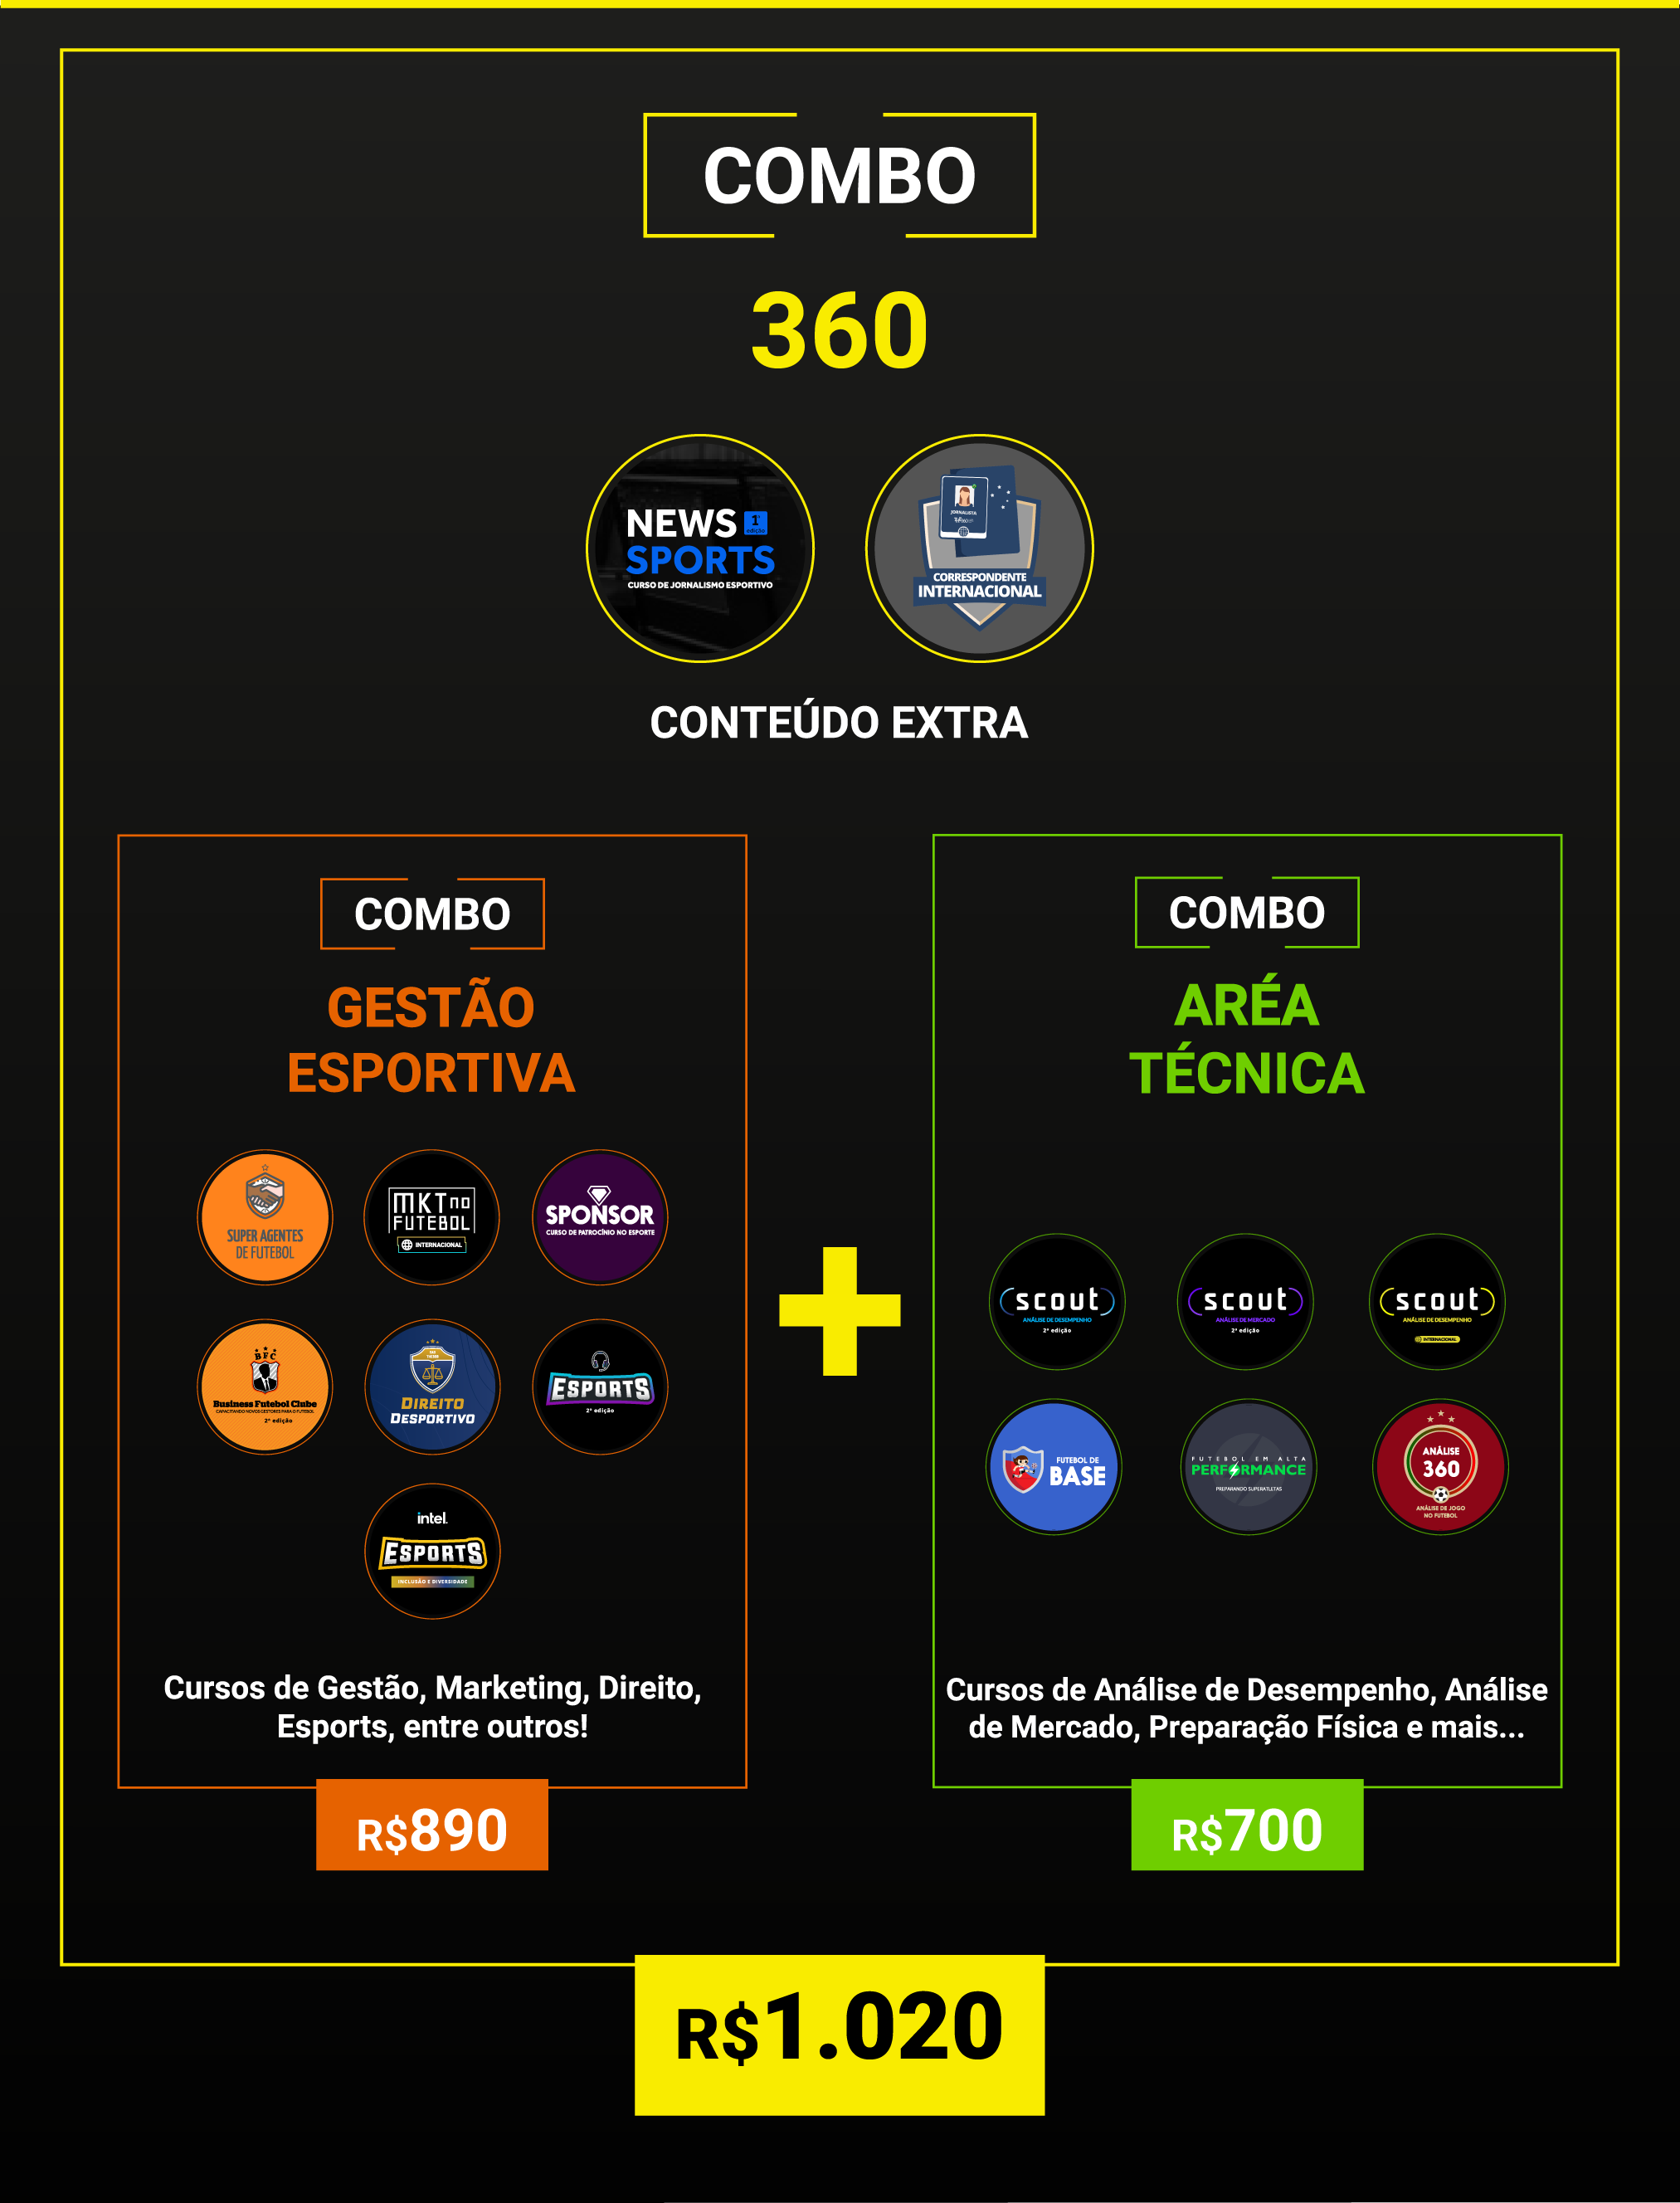 COMBO
360
NEWS 1ª
edição
SPORTS
CURSO DE JORNALISMO ESPORTIVO
JORNALISTA
CORRESPONDENTE
INTERNACIONAL
CONTEÚDO EXTRA
COMBO
GESTÃO
ESPORTIVA
SUPER AGENTES
DE FUTEBOL
MKT no
FUTEBOL
INTERNACIONAL
SPONSOR
CURSO DE PATROCÍNIO NO ESPORTE
BFC
Business Futebol Clube
CAPACITANDO NOVOS GESTORES PARA O FUTEBOL
2ª edição
DIREITO
DESPORTIVO
ESPORTS
2ª edição
intel.
ESPORTS
INCLUSÃO E DIVERSIDADE
Cursos de Gestão, Marketing, Direito,
Esports, entre outros!
R$890
COMBO
ARÉA
TÉCNICA
scout
ANÁLISE DE DESEMPENHO
2ª edição
scout
ANÁLISE DE MERCADO
2ª edição
scout
ANÁLISE DE DESEMPENHO
INTERNACIONAL
FUTEBOL DE
BASE
FUTEBOL EM ALTA
PERFORMANCE
PREPARANDO SUPERATLETAS
ANÁLISE
360
ANÁLISE DE JOGO
NO FUTEBOL
Cursos de Análise de Desempenho, Análise
de Mercado, Preparação Física e mais...
R$700
R$1.020